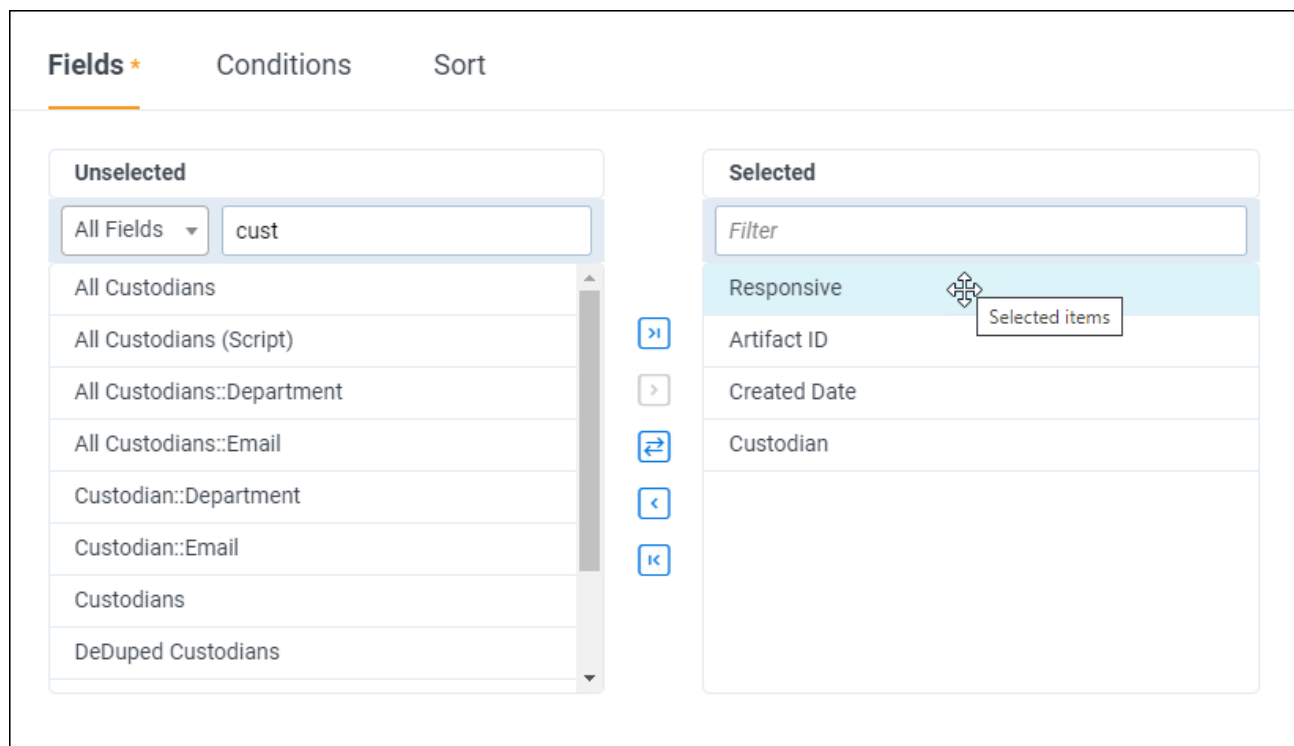 Fields *
Conditions
Sort
Unselected
All Fields
cust
All Custodians
All Custodians (Script)
All Custodians::Department
All Custodians::Email
Custodian::Department
Custodian::Email
Custodians
DeDuped Custodians
Selected
Filter
Responsive
Selected items
Artifact ID
Created Date
Custodian